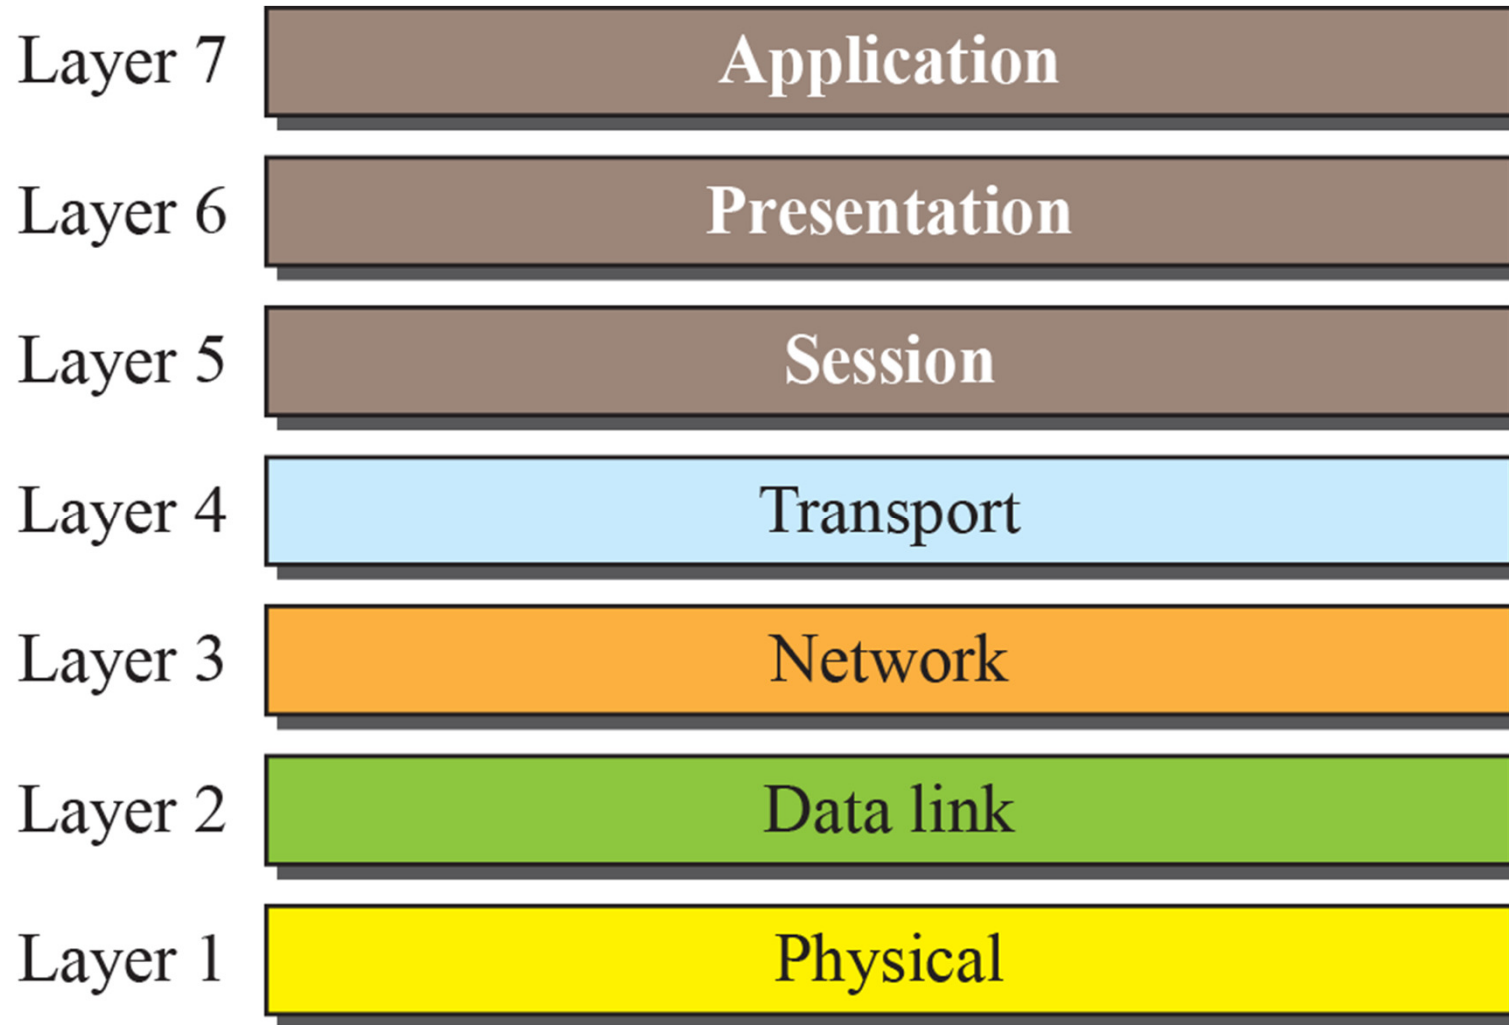 Layer 7 Application
Layer 6 Presentation
Layer 5 Session
Layer 4 Transport
Layer 3 Network
Layer 2 Data link
Layer 1 Physical